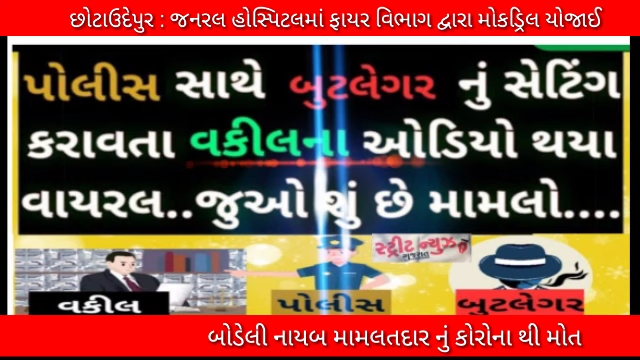 છોટાઉદેપુર : જનરલ હોસ્પિટલમાં ફાયર વિભાગ દ્વારા મોકડ્રિલ યોજાઈ
પોલીસ સાથે બુટલેગર નું સેટિંગ
કરાવતા વકીલના ઓડિયો થયા
વાયરલ..જુઓ શું છે મામલો....
સ્ટ્રીટ ન્યુઝ
ગુજરાત
વકીલ
પોલીસ
બુટલેગર
બોડેલી નાયબ મામલતદાર નું કોરોના થી મોત